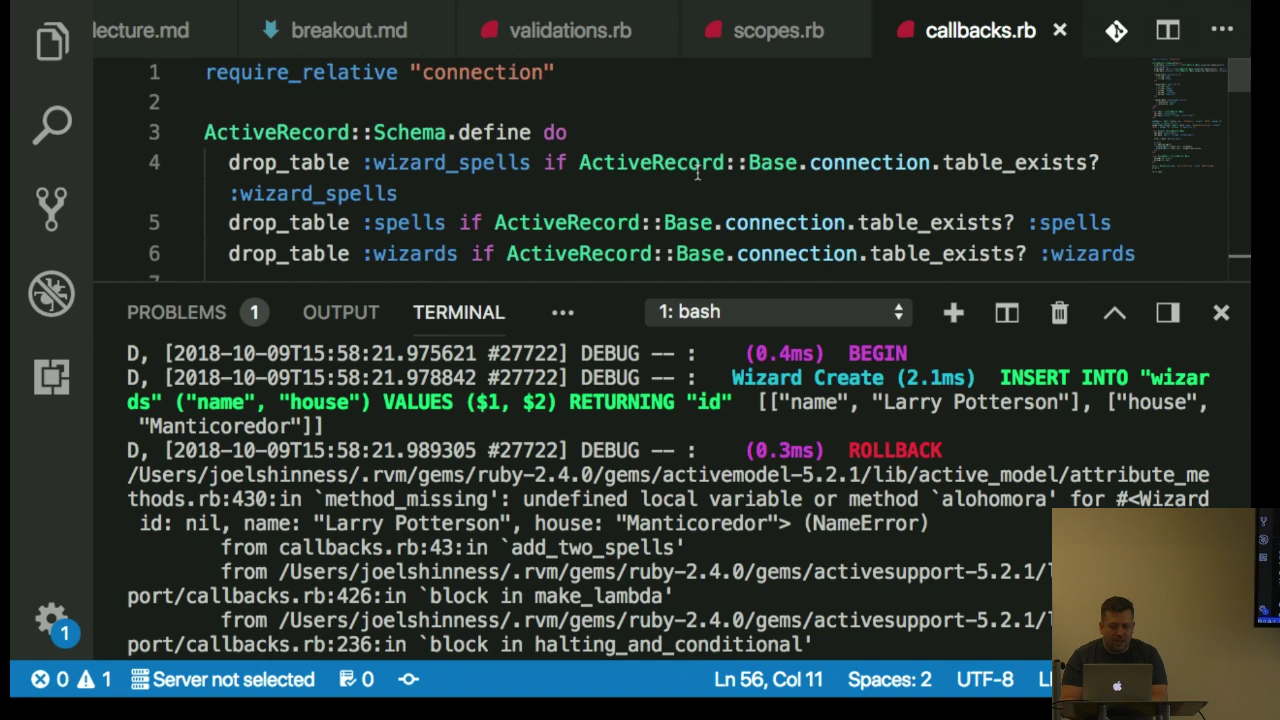 lecture.md breakout.md validations.rb scopes.rb callbacks.rb
1 require_relative "connection"
2
3 ActiveRecord::Schema.define do
4 drop_table :wizard_spells if ActiveRecord::Base.connection.table_exists?
:wizard_spells
5 drop_table :spells if ActiveRecord::Base.connection.table_exists? :spells
6 drop_table :wizards if ActiveRecord::Base.connection.table_exists? :wizards
PROBLEMS 1 OUTPUT TERMINAL ••• 1: bash
D, [2018-10-09T15:58:21.975621 #27722] DEBUG -- : (0.4ms) BEGIN
D, [2018-10-09T15:58:21.978842 #27722] DEBUG -- : Wizard Create (2.1ms) INSERT INTO "wizar
ds" ("name", "house") VALUES ($1, $2) RETURNING "id" [["name", "Larry Potterson"], ["house",
"Manticoredor"]]
D, [2018-10-09T15:58:21.989305 #27722] DEBUG -- : (0.3ms) ROLLBACK
/Users/joelshinness/.rvm/gems/ruby-2.4.0/gems/activemodel-5.2.1/lib/active_model/attribute_me
thods.rb:430:in `method_missing': undefined local variable or method `alohomora' for #<Wizard
id: nil, name: "Larry Potterson", house: "Manticoredor"> (NameError)
from callbacks.rb:43:in `add_two_spells'
from /Users/joelshinness/.rvm/gems/ruby-2.4.0/gems/activesupport-5.2.1/
port/callbacks.rb:426:in `block in make_lambda'
from /Users/joelshinness/.rvm/gems/ruby-2.4.0/gems/activesupport-5.2.1/
port/callbacks.rb:236:in `block in halting_and_conditional'
1
0 1 Server not selected 0 Ln 56, Col 11 Spaces: 2 UTF-8